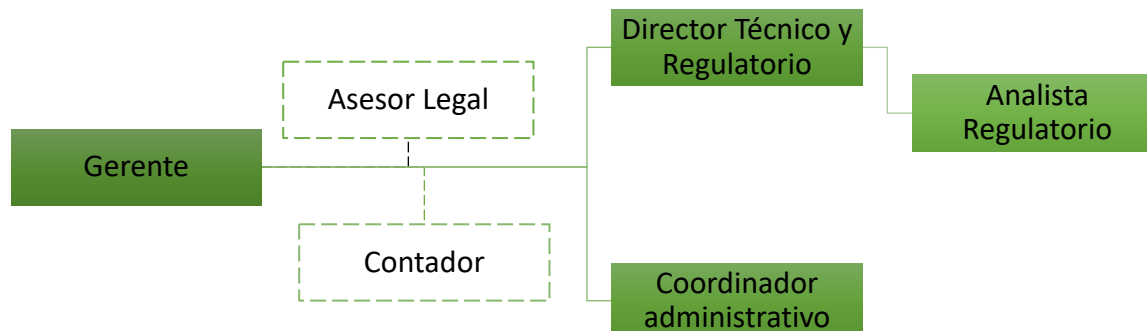 Director Técnico y
Regulatorio
Asesor Legal
Analista
Regulatorio
Gerente
Contador
Coordinador
administrativo